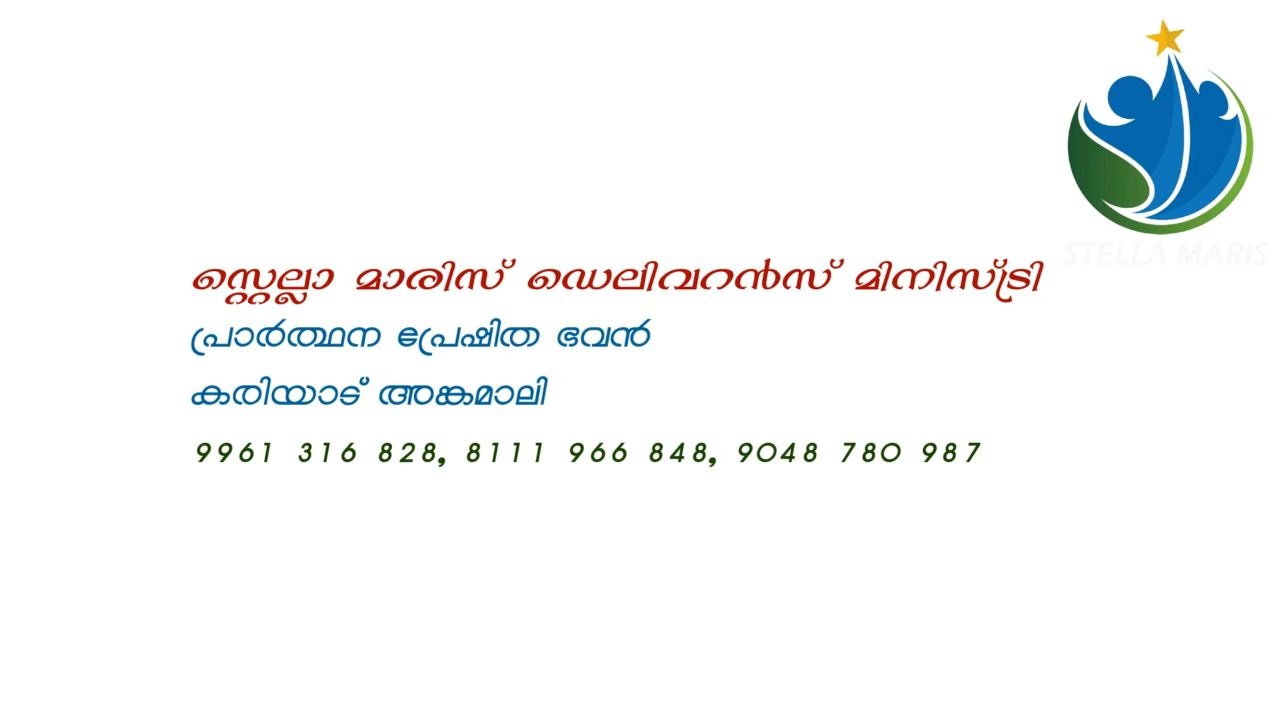 STELLA MARIS
സ്റ്റെല്ലാ മാരിസ് ഡെലിവറൻസ് മിനിസ്ട്രി
പ്രാർത്ഥന പ്രേഷിത ഭവൻ
കരിയാട് അങ്കമാലി
9961 316 828, 8111 966 848, 9048 780 987